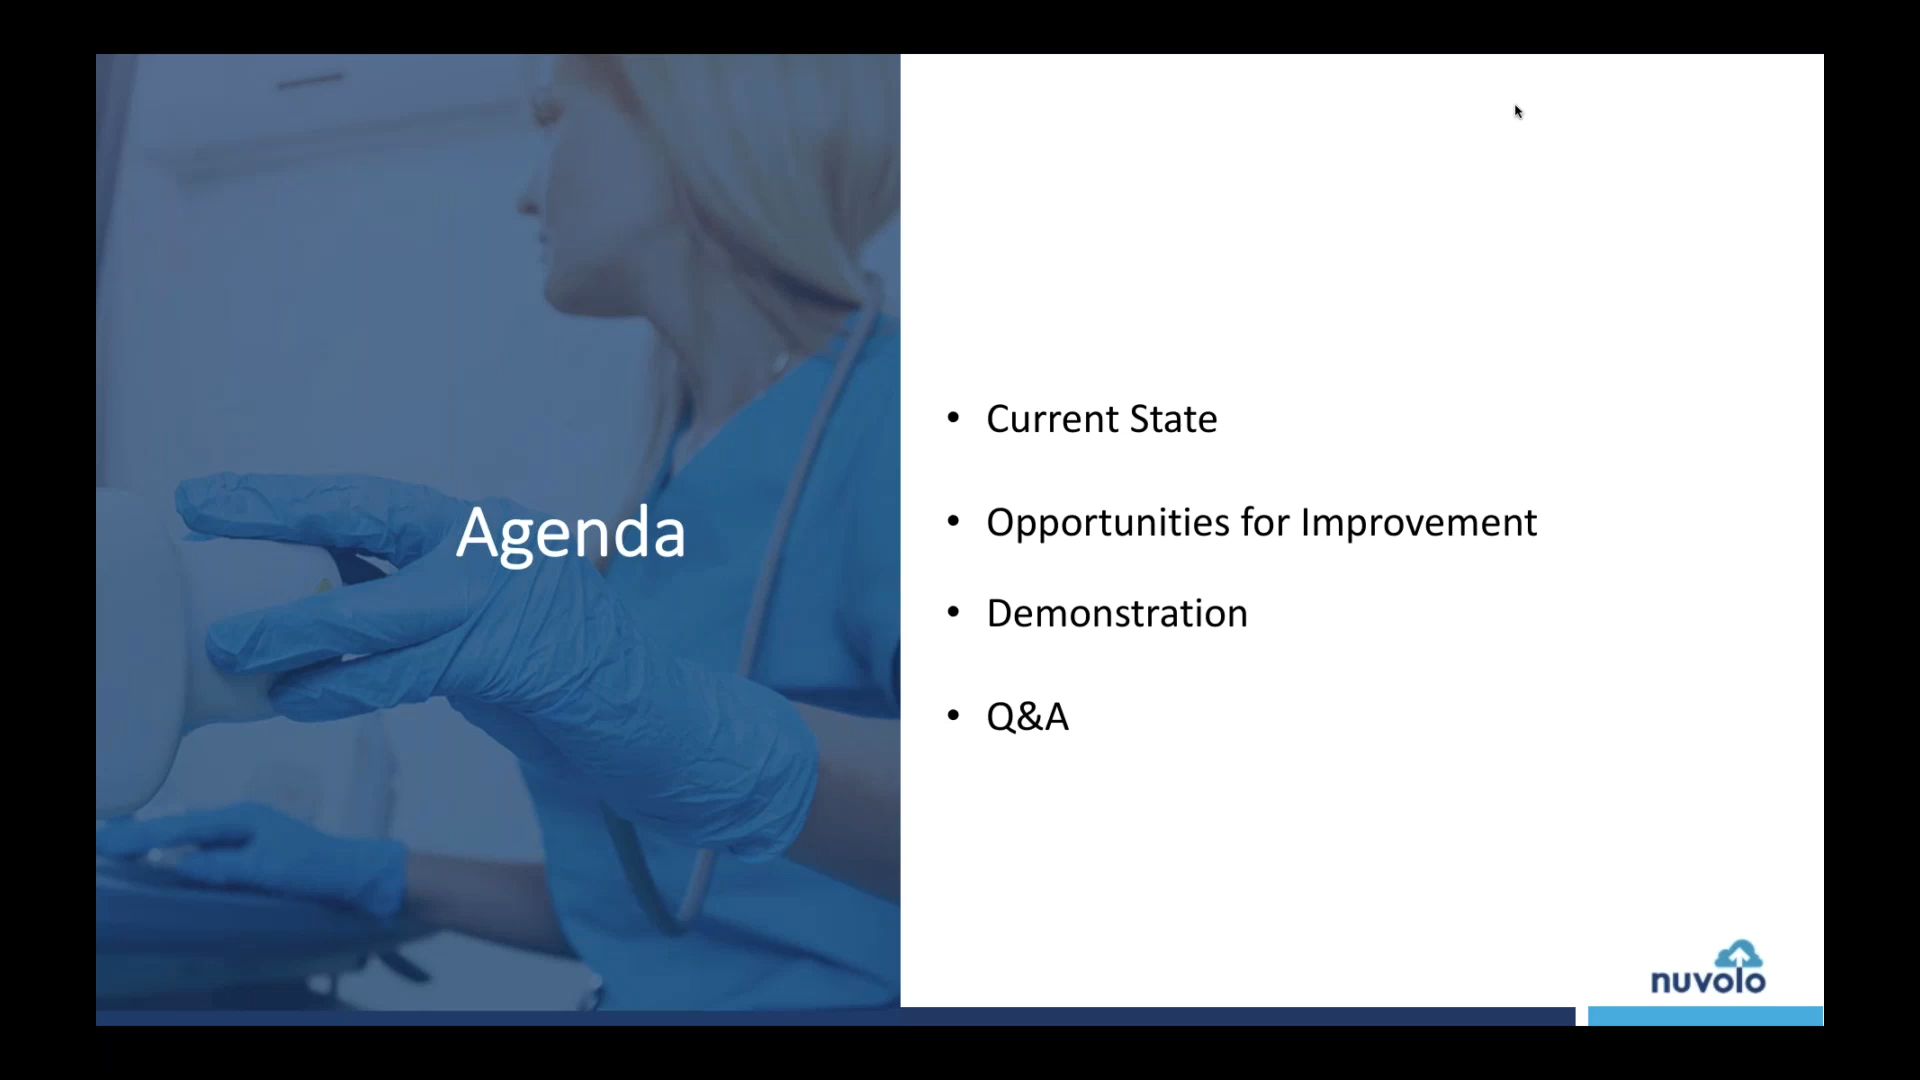 Agenda
• Current State
• Opportunities for Improvement
• Demonstration
• Q&A
nuvolo